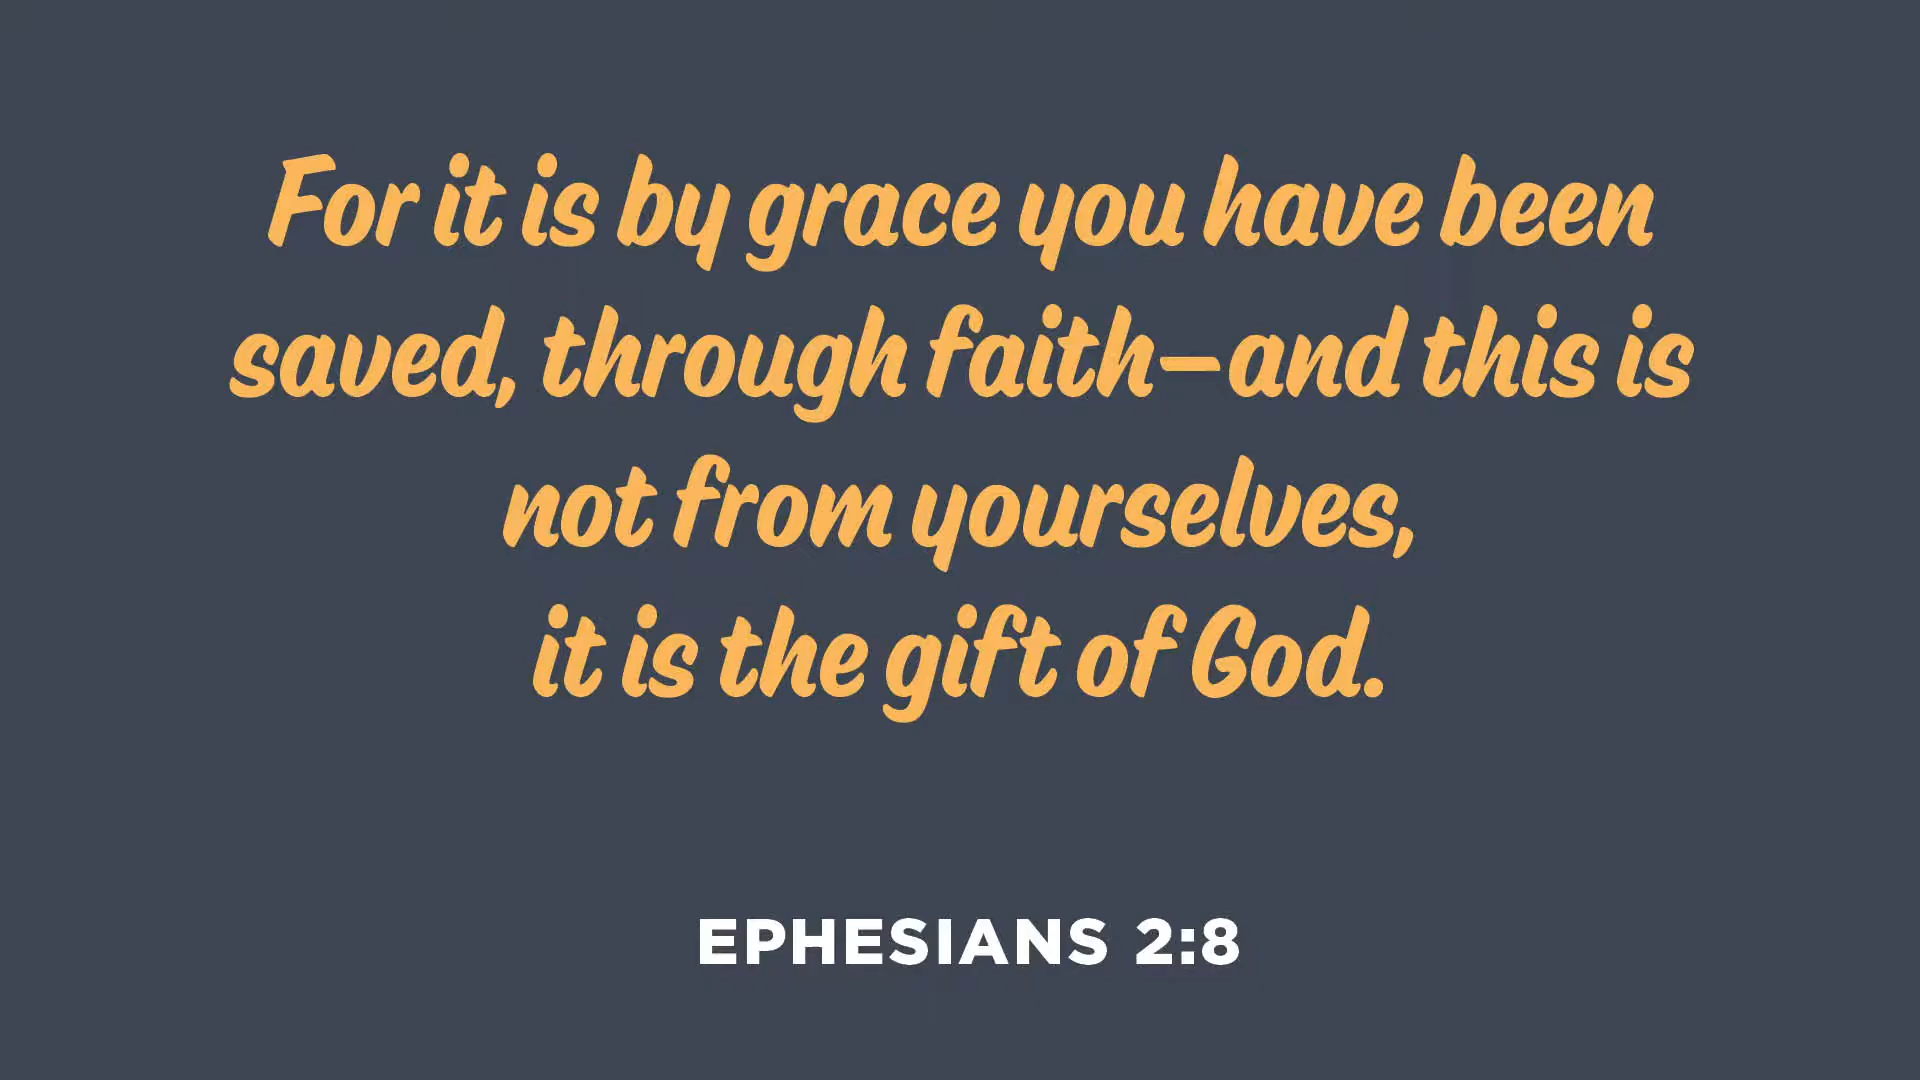 For it is by grace you have been
saved, through faith–and this is
not from yourselves,
it is the gift of God.
EPHESIANS 2:8